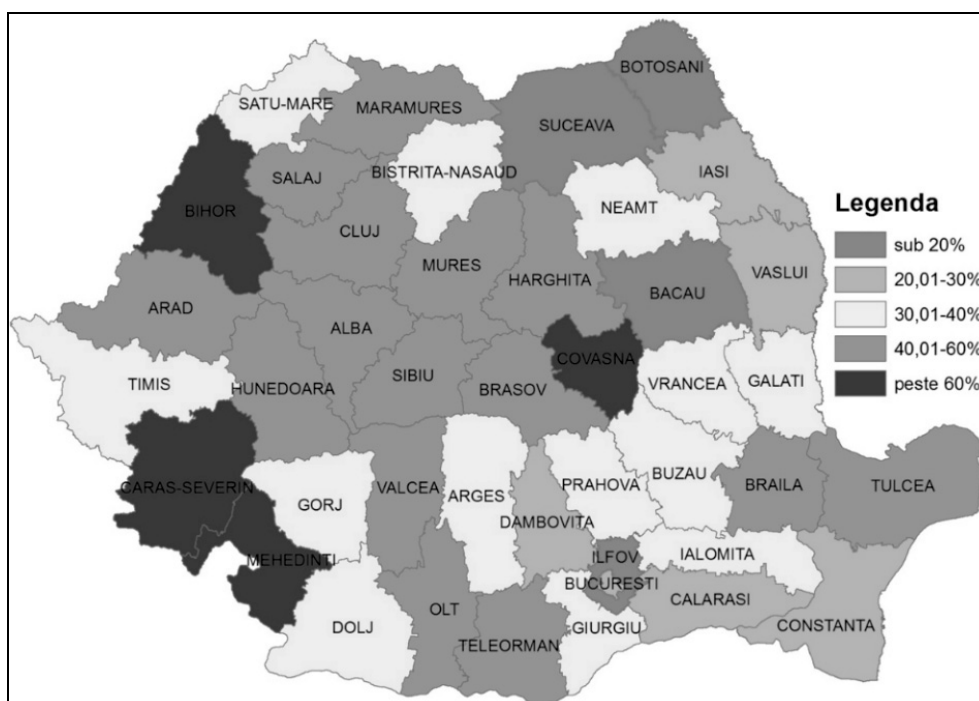 BOTOSANI
SATU-MARE
MARAMURES
SUCEAVA
IASI
BISTRITA-NASAUD
SALAJ
NEAMT
BIHOR
CLUJ
MURES
HARGHITA
VASLUI
BACAU
ARAD
ALBA
COVASNA
TIMIS
HUNEDOARA
SIBIU
BRASOV
VRANCEA
GALATI
CARAS-SEVERIN
GORJ
VALCEA
ARGES
PRAHOVA
BUZAU
BRAILA
TULCEA
DAMBOVITA
MEHEDINTI
ILFOV
IALOMITA
BUCURESTI
CALARASI
OLT
DOLJ
TELEORMAN
GIURGIU
CONSTANTA
Legenda
sub 20%
20,01-30%
30,01-40%
40,01-60%
peste 60%